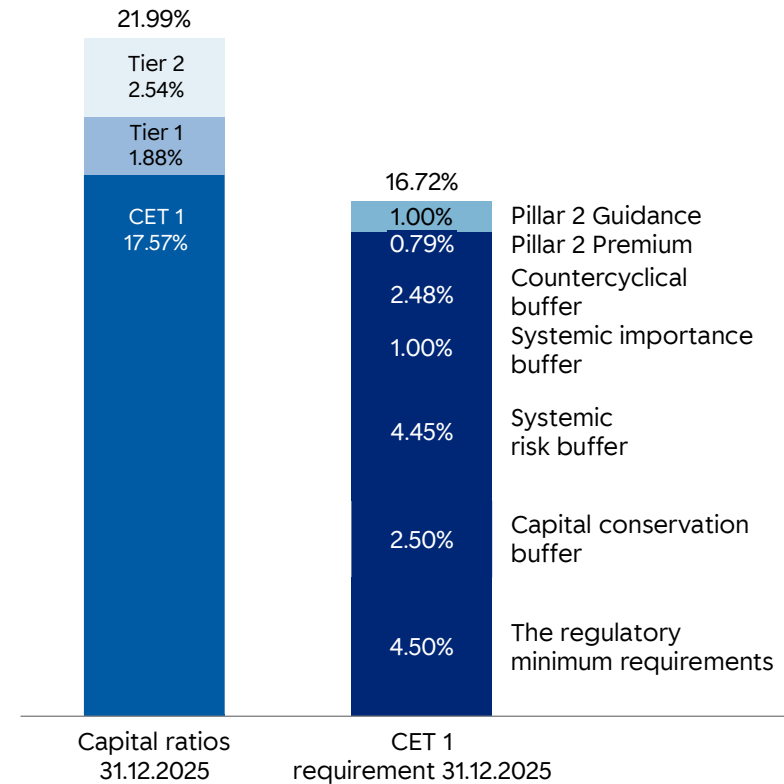 21.99%
Tier 2
2.54%
Tier 1
1.88%
CET 1
17.57%
16.72%
1.00%
Pillar 2 Guidance
0.79%
Pillar 2 Premium
2.48%
Countercyclical
buffer
1.00%
Systemic importance
buffer
4.45%
Systemic
risk buffer
2.50%
Capital conservation
buffer
4.50%
The regulatory
minimum requirements
Capital ratios
31.12.2025
CET 1
requirement 31.12.2025